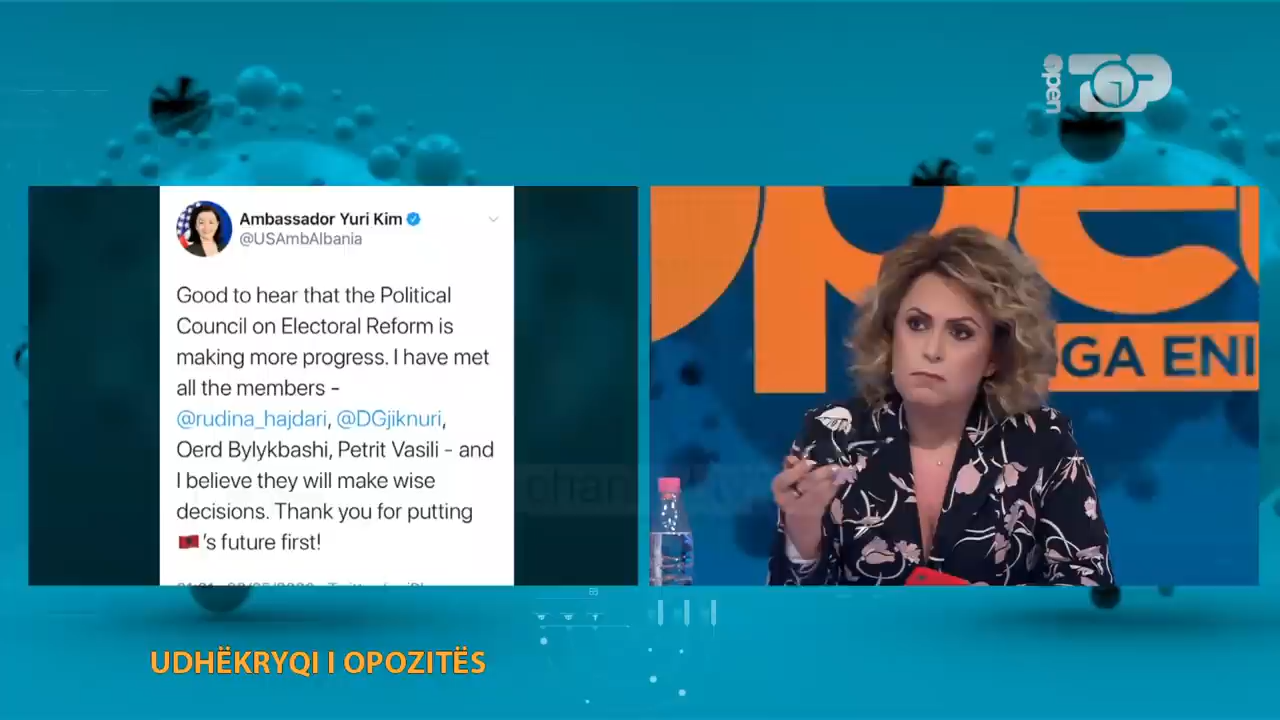 open
TOP
Ambassador Yuri Kim
@USAmbAlbania
Good to hear that the Political
Council on Electoral Reform is
making more progress. I have met
all the members –
@rudina_hajdari, @DGjiknuri,
Oerd Bylykbashi, Petrit Vasili – and
I believe they will make wise
decisions. Thank you for putting
🇦🇱's future first!
GA ENI
UDHËKRYQI I OPOZITËS